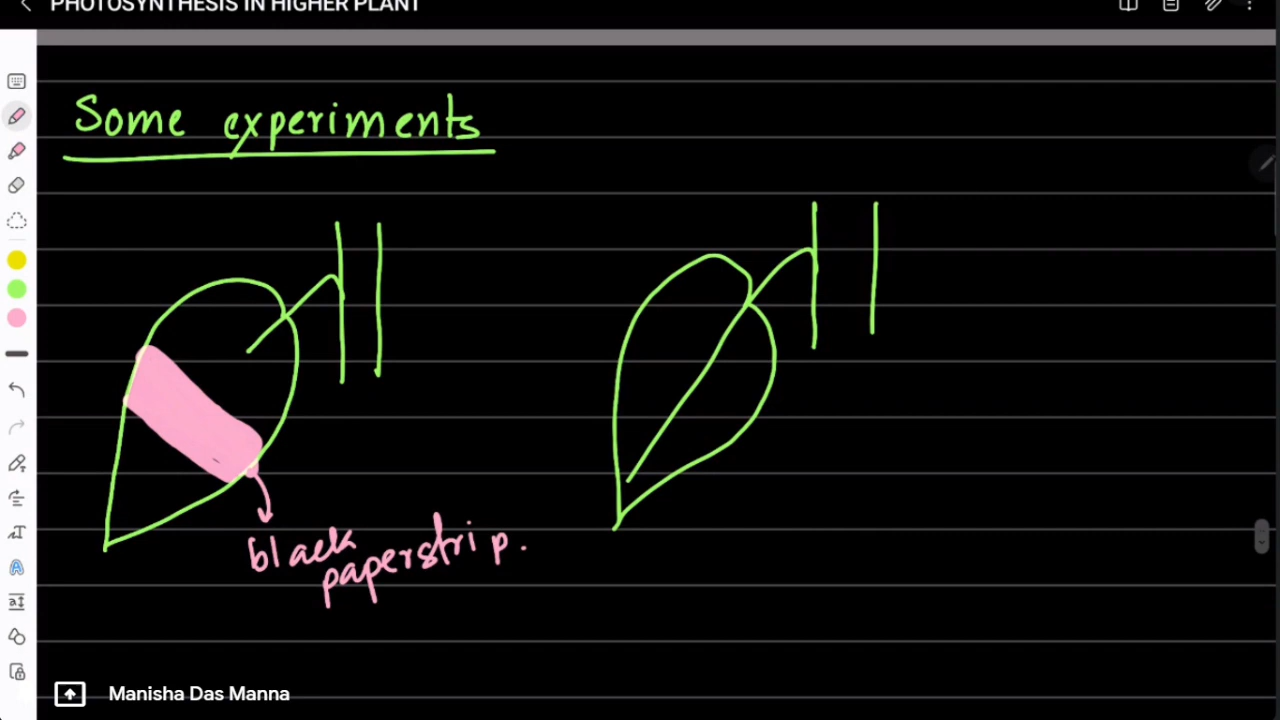 PHOTOSYNTHESIS IN HIGHER PLANT
Some experiments
black
paperstrip.
Manisha Das Manna